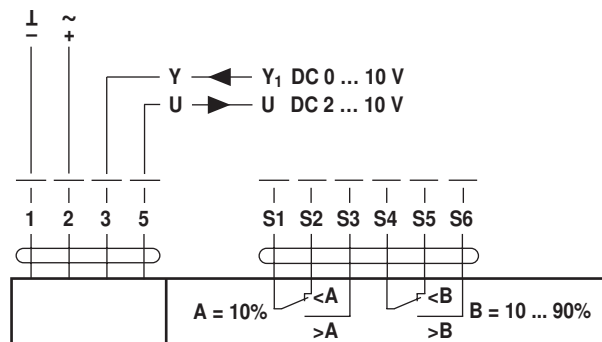 ⊥ ~
− +
Y Y1 DC 0 ... 10 V
U U DC 2 ... 10 V
1 2 3 5 S1 S2 S3 S4 S5 S6
A = 10% <A <B B = 10 ... 90%
>A >B